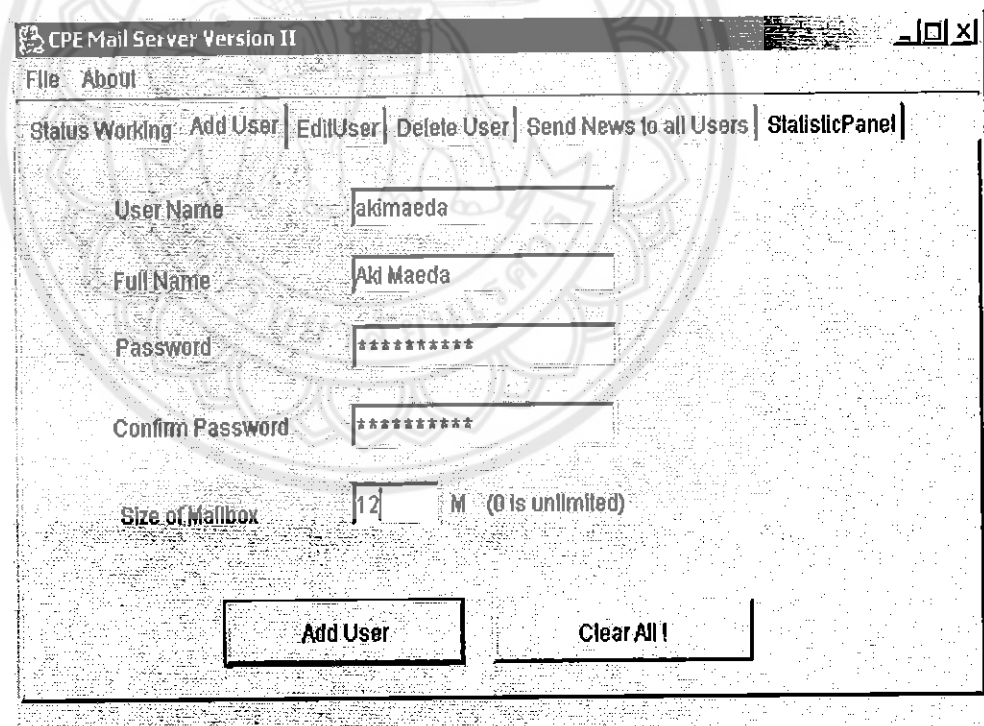 CPE Mail Server Version II
File About
Status Working Add User EditUser Delete User Send News to all Users StatisticPanel
User Name akimaeda
Full Name Aki Maeda
Password **********
Confirm Password **********
Size of Mailbox 12 M (0 is unlimited)
Add User Clear All !